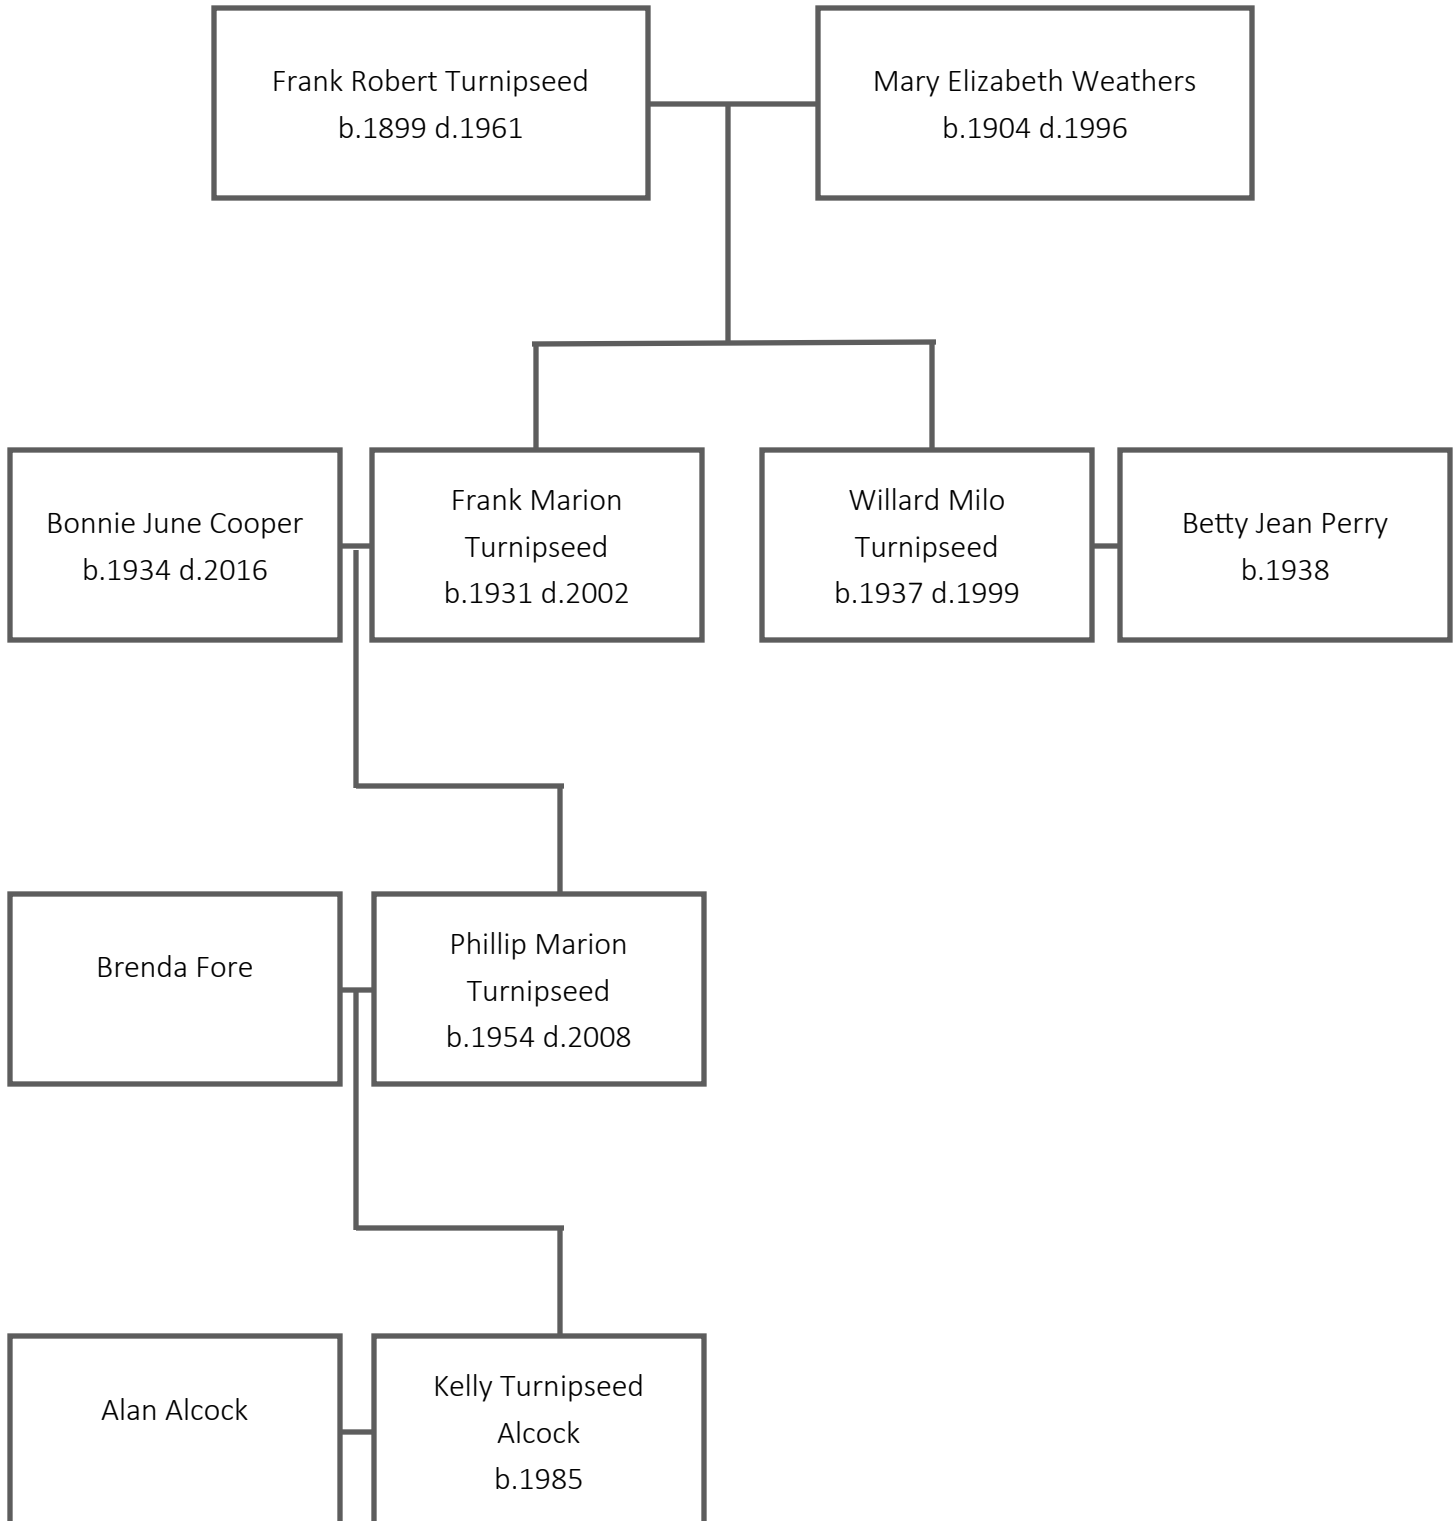 Frank Robert Turnipseed
b.1899 d.1961
Mary Elizabeth Weathers
b.1904 d.1996
Bonnie June Cooper
b.1934 d.2016
Frank Marion
Turnipseed
b.1931 d.2002
Willard Milo
Turnipseed
b.1937 d.1999
Betty Jean Perry
b.1938
Brenda Fore
Phillip Marion
Turnipseed
b.1954 d.2008
Alan Alcock
Kelly Turnipseed
Alcock
b.1985